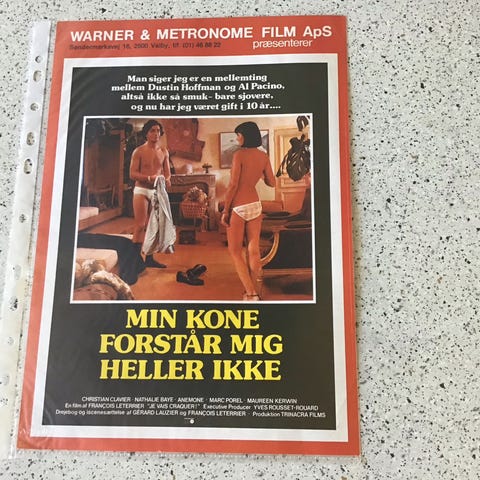 WARNER & METRONOME FILM ApS
Søndermarksvej 16, 2500 Valby, tlf (01) 46 88 22
præsenterer
Man siger jeg er en mellemting
mellem Dustin Hoffman og Al Pacino,
altså ikke så smuk- bare sjovere,
og nu har jeg været gift i 10 år....
MIN KONE
FORSTÅR MIG
HELLER IKKE
CHRISTIAN CLAVIER · NATHALIE BAYE · ANEMONE · MARC POREL · MAUREEN KERWIN
En film af FRANÇOIS LETERRIER "JE VAIS CRAQUER!" Executive Producer YVES ROUSSET-ROUARD
Drejebog og iscenesættelse af GÉRARD LAUZIER og FRANÇOIS LETERRIER · Produktion TRINACRA FILMS